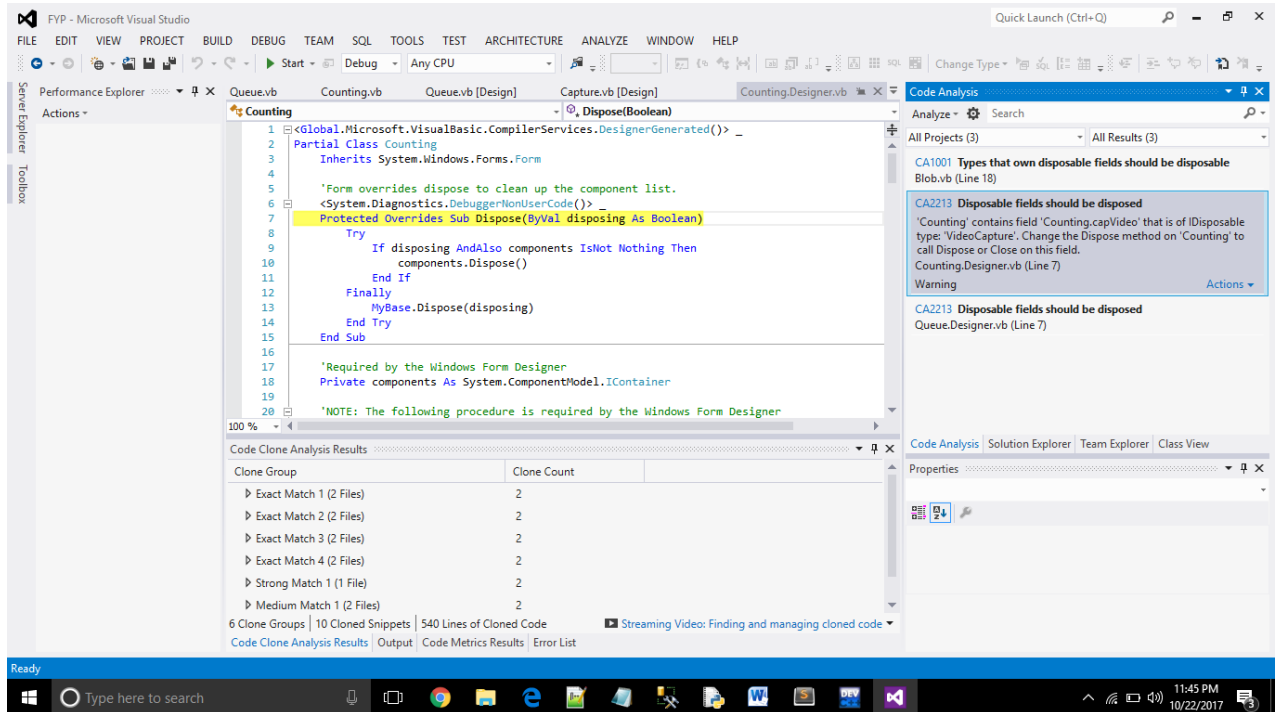 FYP - Microsoft Visual Studio
Quick Launch (Ctrl+Q)
FILE EDIT VIEW PROJECT BUILD DEBUG TEAM SQL TOOLS TEST ARCHITECTURE ANALYZE WINDOW HELP
Start Debug Any CPU Change Type
Server Explorer
Toolbox
Performance Explorer
Actions
Queue.vb Counting.vb Queue.vb [Design] Capture.vb [Design] Counting.Designer.vb
Counting Dispose(Boolean)
1 <Global.Microsoft.VisualBasic.CompilerServices.DesignerGenerated()> _
2 Partial Class Counting
3 Inherits System.Windows.Forms.Form
4
5 'Form overrides dispose to clean up the component list.
6 <System.Diagnostics.DebuggerNonUserCode()> _
7 Protected Overrides Sub Dispose(ByVal disposing As Boolean)
8 Try
9 If disposing AndAlso components IsNot Nothing Then
10 components.Dispose()
11 End If
12 Finally
13 MyBase.Dispose(disposing)
14 End Try
15 End Sub
16
17 'Required by the Windows Form Designer
18 Private components As System.ComponentModel.IContainer
19
20 'NOTE: The following procedure is required by the Windows Form Designer
100 %
Code Clone Analysis Results
Clone Group Clone Count
Exact Match 1 (2 Files) 2
Exact Match 2 (2 Files) 2
Exact Match 3 (2 Files) 2
Exact Match 4 (2 Files) 2
Strong Match 1 (1 File) 2
Medium Match 1 (2 Files) 2
6 Clone Groups 10 Cloned Snippets 540 Lines of Cloned Code Streaming Video: Finding and managing cloned code
Code Clone Analysis Results Output Code Metrics Results Error List
Code Analysis
Analyze Search
All Projects (3) All Results (3)
CA1001 Types that own disposable fields should be disposable
Blob.vb (Line 18)
CA2213 Disposable fields should be disposed
'Counting' contains field 'Counting.capVideo' that is of IDisposable
type: 'VideoCapture'. Change the Dispose method on 'Counting' to
call Dispose or Close on this field.
Counting.Designer.vb (Line 7)
Warning Actions
CA2213 Disposable fields should be disposed
Queue.Designer.vb (Line 7)
Code Analysis Solution Explorer Team Explorer Class View
Properties
Ready
Type here to search
11:45 PM
10/22/2017